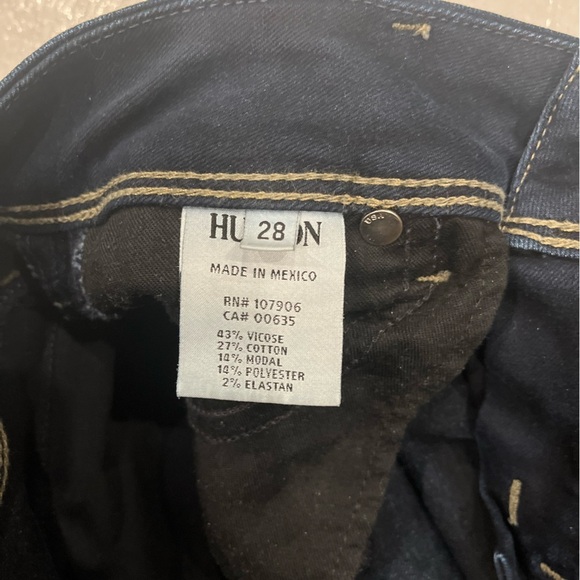 HU
28
ON
MADE IN MEXICO
RN# 107906
CA# 00635
43% VICOSE
27% COTTON
14% MODAL
14% POLYESTER
2% ELASTAN
USA